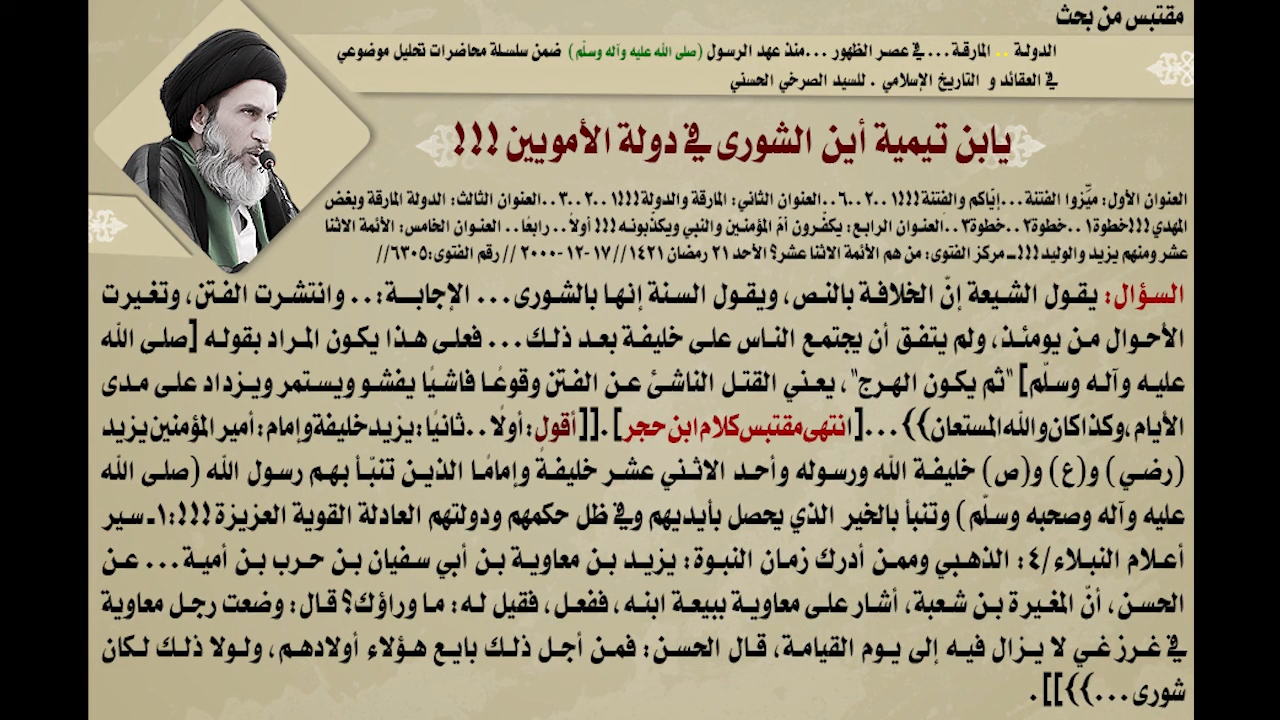 مقتبس من بحث
الدولة .. المارقة...في عصر الظهور ...منذ عهد الرسول (صلى الله عليه وآله وسلّم) ضمن سلسلة محاضرات تحليل موضوعي
في العقائد و التاريخ الإسلامي . للسيد الصرخي الحسني
يابن تيمية أين الشورى في دولة الأمويين !!!
العنوان الأول: ميِّزوا الفتنة...إيّاكم والفتنة!!!١..٢..٦..العنوان الثاني: المارقة والدولة!!!١..٢..٣..العنوان الثالث: الدولة المارقة وبغض
المهدي!!!خطوة١..خطوة٢..خطوة٣..العنوان الرابع: يكفّرون أمّ المؤمنين والنبي ويكذّبونه!!! أولاً..رابعًا..العنوان الخامس: الأئمة الاثنا
عشر ومنهم يزيد والوليد!!!ـ مركز الفتوى: من هم الأئمة الاثنا عشر؟ الأحد ٢١ رمضان ١٤٢١//١٧-١٢-٢٠٠٠// رقم الفتوى:٦٣٠٥//
السؤال: يقول الشيعة إنّ الخلافة بالنص، ويقول السنة إنها بالشورى... الإجابـة:.. وانتشرت الفتن، وتغيرت
الأحوال من يومئذ، ولم يتفق أن يجتمع الناس على خليفة بعد ذلك... فعلى هذا يكون المراد بقوله [صلى الله
عليه وآله وسلّم] "ثم يكون الهرج"، يعني القتل الناشئ عن الفتن وقوعًا فاشيًا يفشو ويستمر ويزداد على مدى
الأيام، وكذا كان والله المستعان}}...[انتهى مقتبس كلام ابن حجر].[[أقول: أولًا..ثانيًا: يزيد خليفة وإمام: أمير المؤمنين يزيد
(رضي) و(ع) و(ص) خليفة الله ورسوله وأحد الاثني عشر خليفةً وإمامًا الذين تنبّأ بهم رسول الله (صلى الله
عليه وآله وصحبه وسلّم) وتنبأ بالخير الذي يحصل بأيديهم وفي ظل حكمهم ودولتهم العادلة القوية العزيزة!!!:١ـ سير
أعلام النبلاء/٤: الذهبي وممن أدرك زمان النبوة: يزيد بن معاوية بن أبي سفيان بن حرب بن أمية... عن
الحسن، أنّ المغيرة بن شعبة، أشار على معاوية ببيعة ابنه، ففعل، فقيل له: ما وراؤك؟ قال: وضعت رجل معاوية
في غرز غي لا يزال فيه إلى يوم القيامة، قال الحسن: فمن أجل ذلك بايع هؤلاء أولادهم، ولولا ذلك لكان
شورى...}}]].